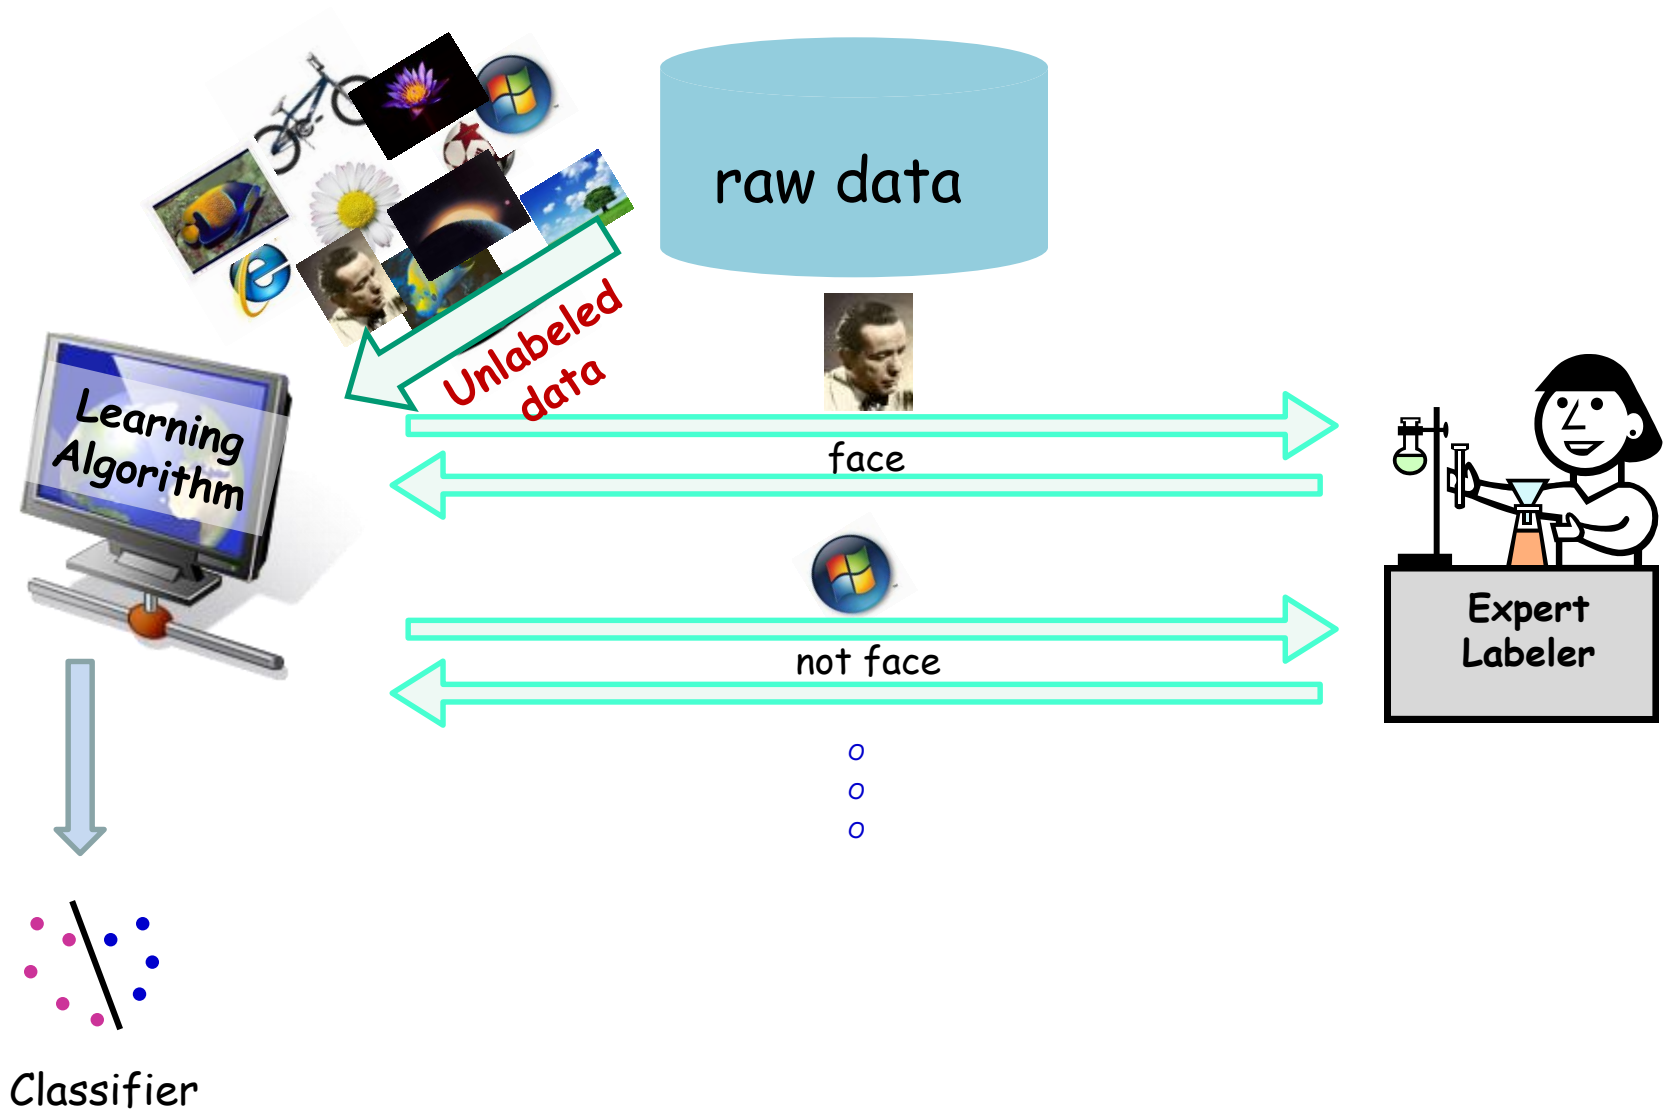 raw data
Unlabeled
data
Learning
Algorithm
face
Expert
Labeler
not face
o
o
o
Classifier